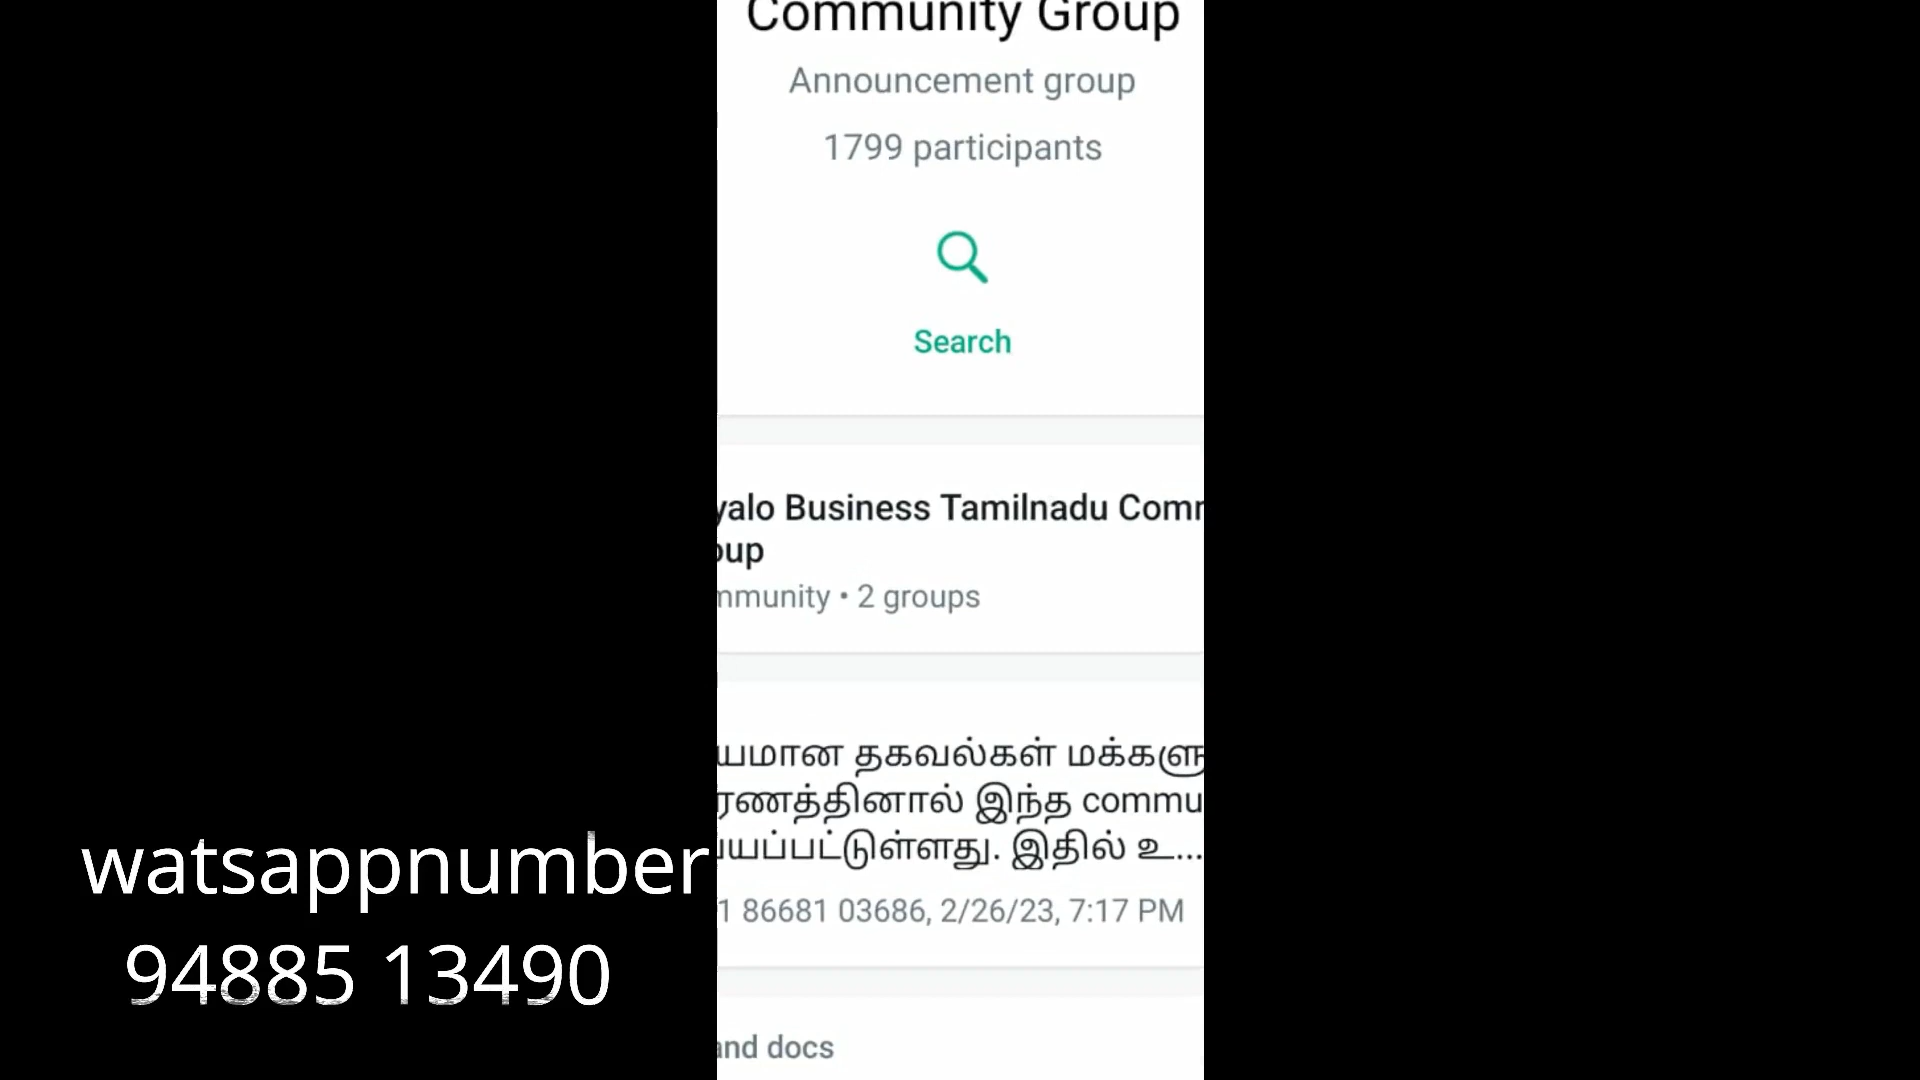 Community Group
Announcement group
1799 participants
Search
yalo Business Tamilnadu Comm
oup
mmunity • 2 groups
யமான தகவல்கள் மக்களு
ரணத்தினால் இந்த commu
ய்யப்பட்டுள்ளது. இதில் உ...
1 86681 03686, 2/26/23, 7:17 PM
and docs
watsappnumber
94885 13490